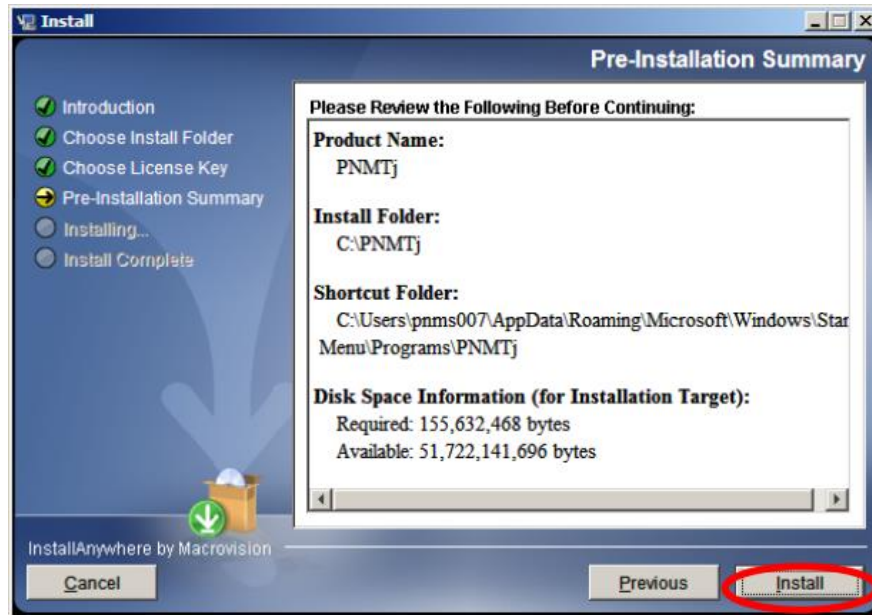 Install
Pre-Installation Summary
Introduction
Choose Install Folder
Choose License Key
Pre-Installation Summary
Installing...
Install Complete
Please Review the Following Before Continuing:
Product Name:
PNMTj
Install Folder:
C:\PNMTj
Shortcut Folder:
C:\Users\pnms007\AppData\Roaming\Microsoft\Windows\Star
Menu\Programs\PNMTj
Disk Space Information (for Installation Target):
Required: 155,632,468 bytes
Available: 51,722,141,696 bytes
InstallAnywhere by Macrovision
Cancel
Previous
Install